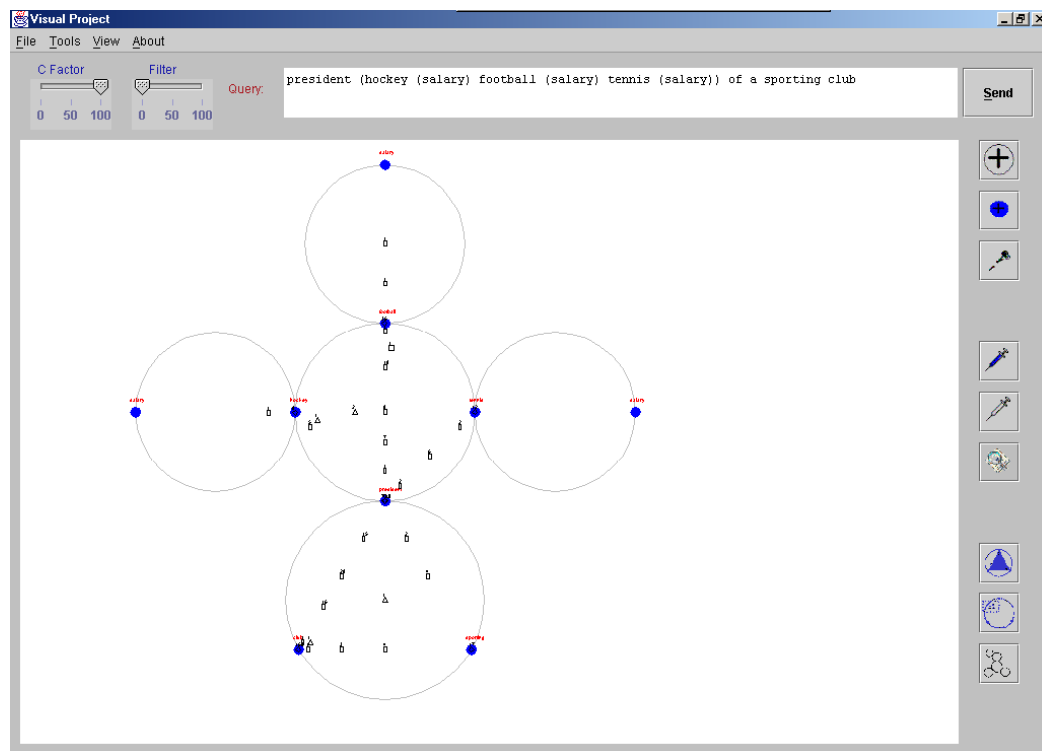 Visual Project
File Tools View About
C Factor
Filter
0 50 100
0 50 100
Query:
president (hockey (salary) football (salary) tennis (salary)) of a sporting club
Send
salary
football
salary
hockey
tennis
salary
president
club
sporting